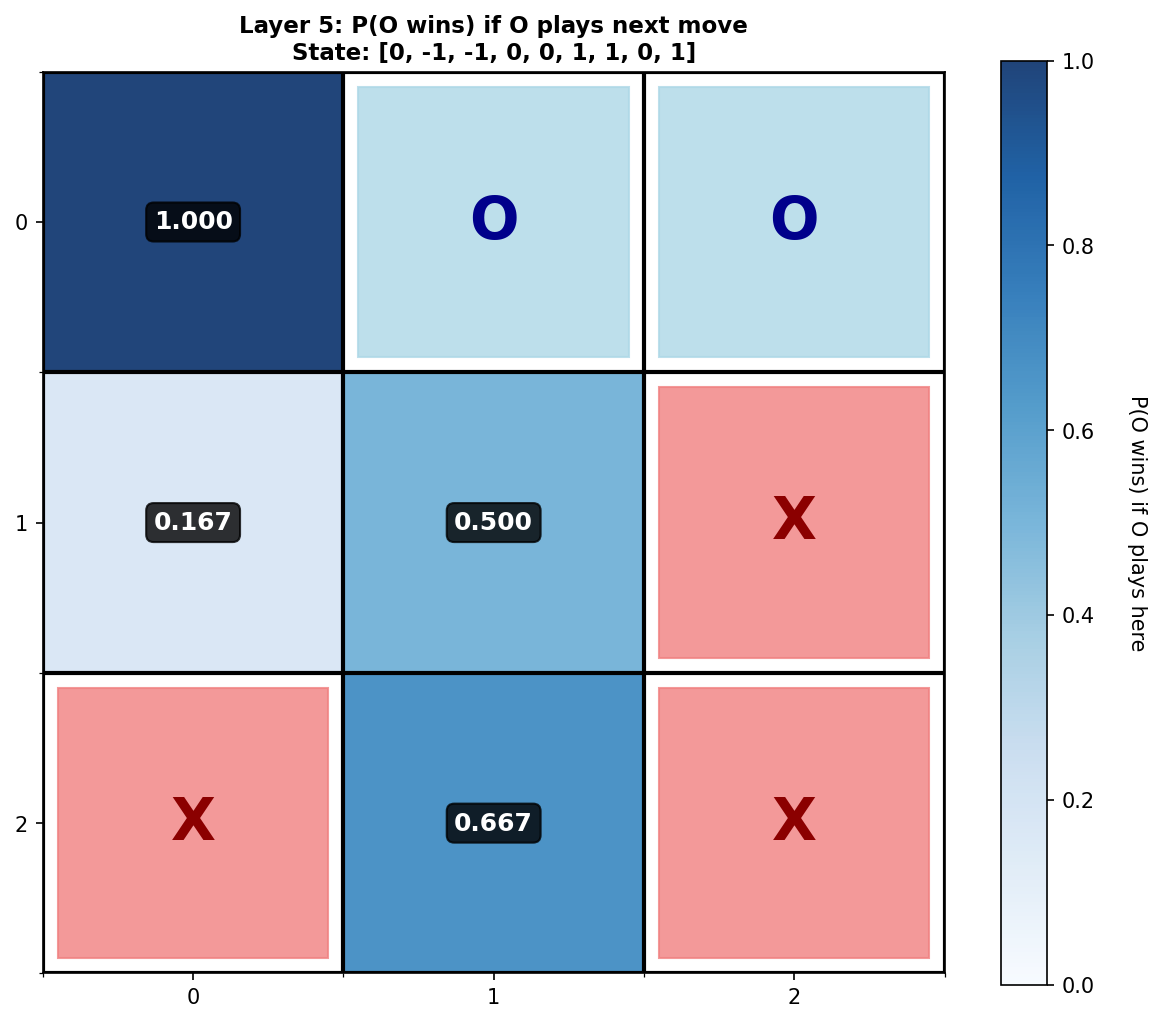 Layer 5: P(O wins) if O plays next move
State: [0, -1, -1, 0, 0, 1, 1, 0, 1]
1.000
O
O
0
0.167
0.500
X
1
X
0.667
X
2
0
1
2
1.0
0.8
0.6
0.4
0.2
0.0
P(O wins) if O plays here